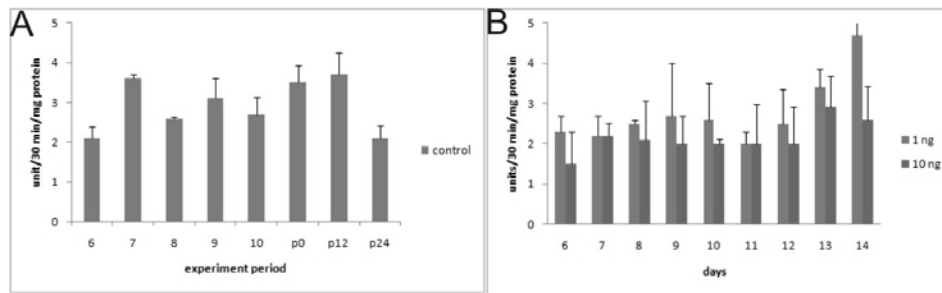 A
unit/30 min/mg protein
5
4
3
2
1
0
6 7 8 9 10 p0 p12 p24
experiment period
control
B
units/30 min/mg protein
5
4
3
2
1
0
6 7 8 9 10 11 12 13 14
days
1 ng
10 ng